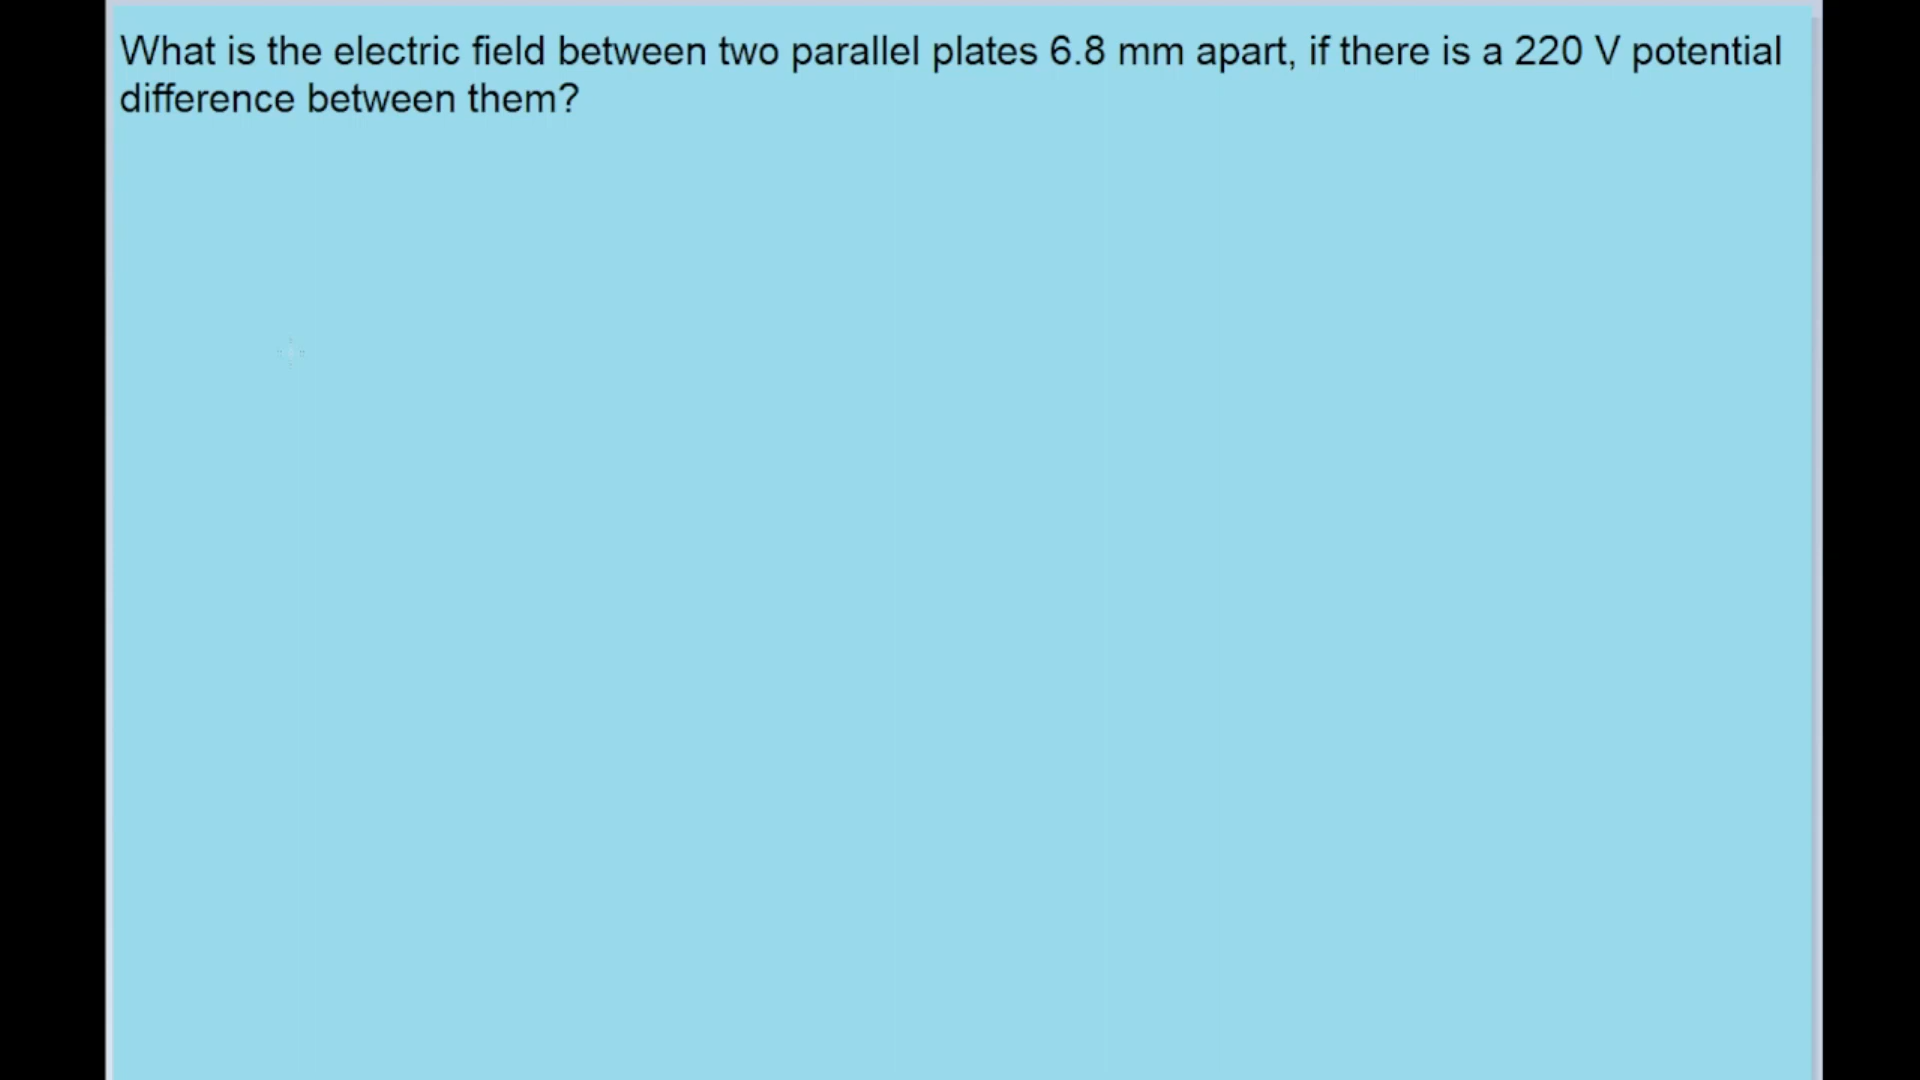 What is the electric field between two parallel plates 6.8 mm apart, if there is a 220 V potential
difference between them?